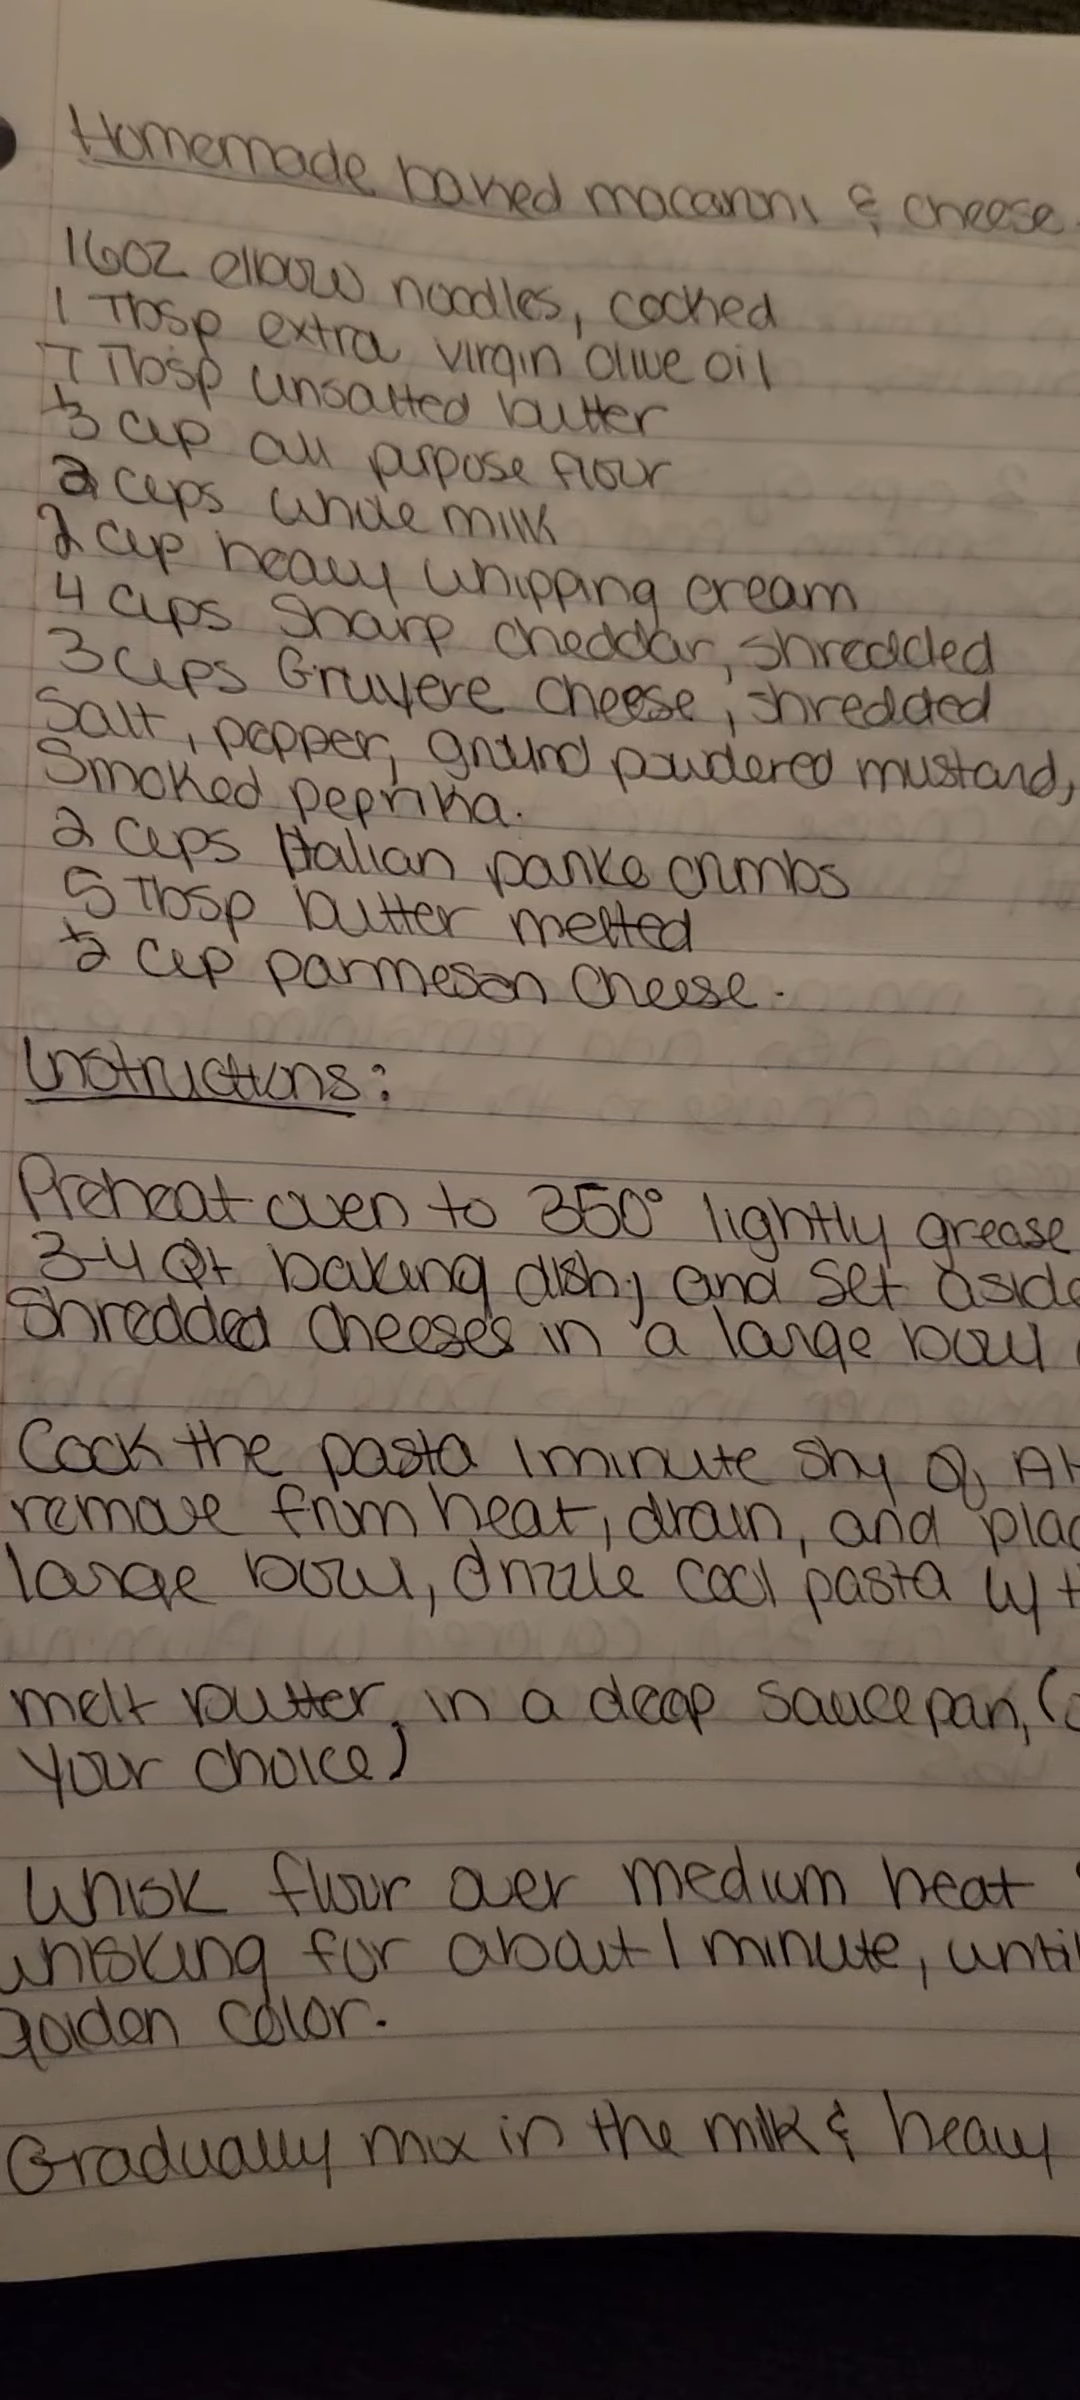 Homemade baked macaroni & cheese.
16oz elbow noodles, cooked
1 Tbsp extra virgin olive oil
7 Tbsp unsalted butter
1/3 cup all purpose flour
2 cups whole milk
2 cup heavy whipping cream
4 cups Sharp cheddar, shredded
3 cups Gruyere cheese, shredded
Salt, pepper, ground powdered mustard,
Smoked peprika.
2 cups Italian panko crumbs
5 Tbsp butter melted
1/2 cup parmeson cheese.
Instructions:
Preheat oven to 350° lightly grease
3-4 Qt baking dish, and set aside
Shredded cheeses in a large bowl
Cook the pasta 1 minute shy of Al
remove from heat, drain, and plac
large bowl, drizzle cool pasta w/
melt butter, in a deep saucepan, (
your choice)
Whisk flour over medium heat
whisking for about 1 minute, until
golden color.
Gradually mix in the milk & heavy